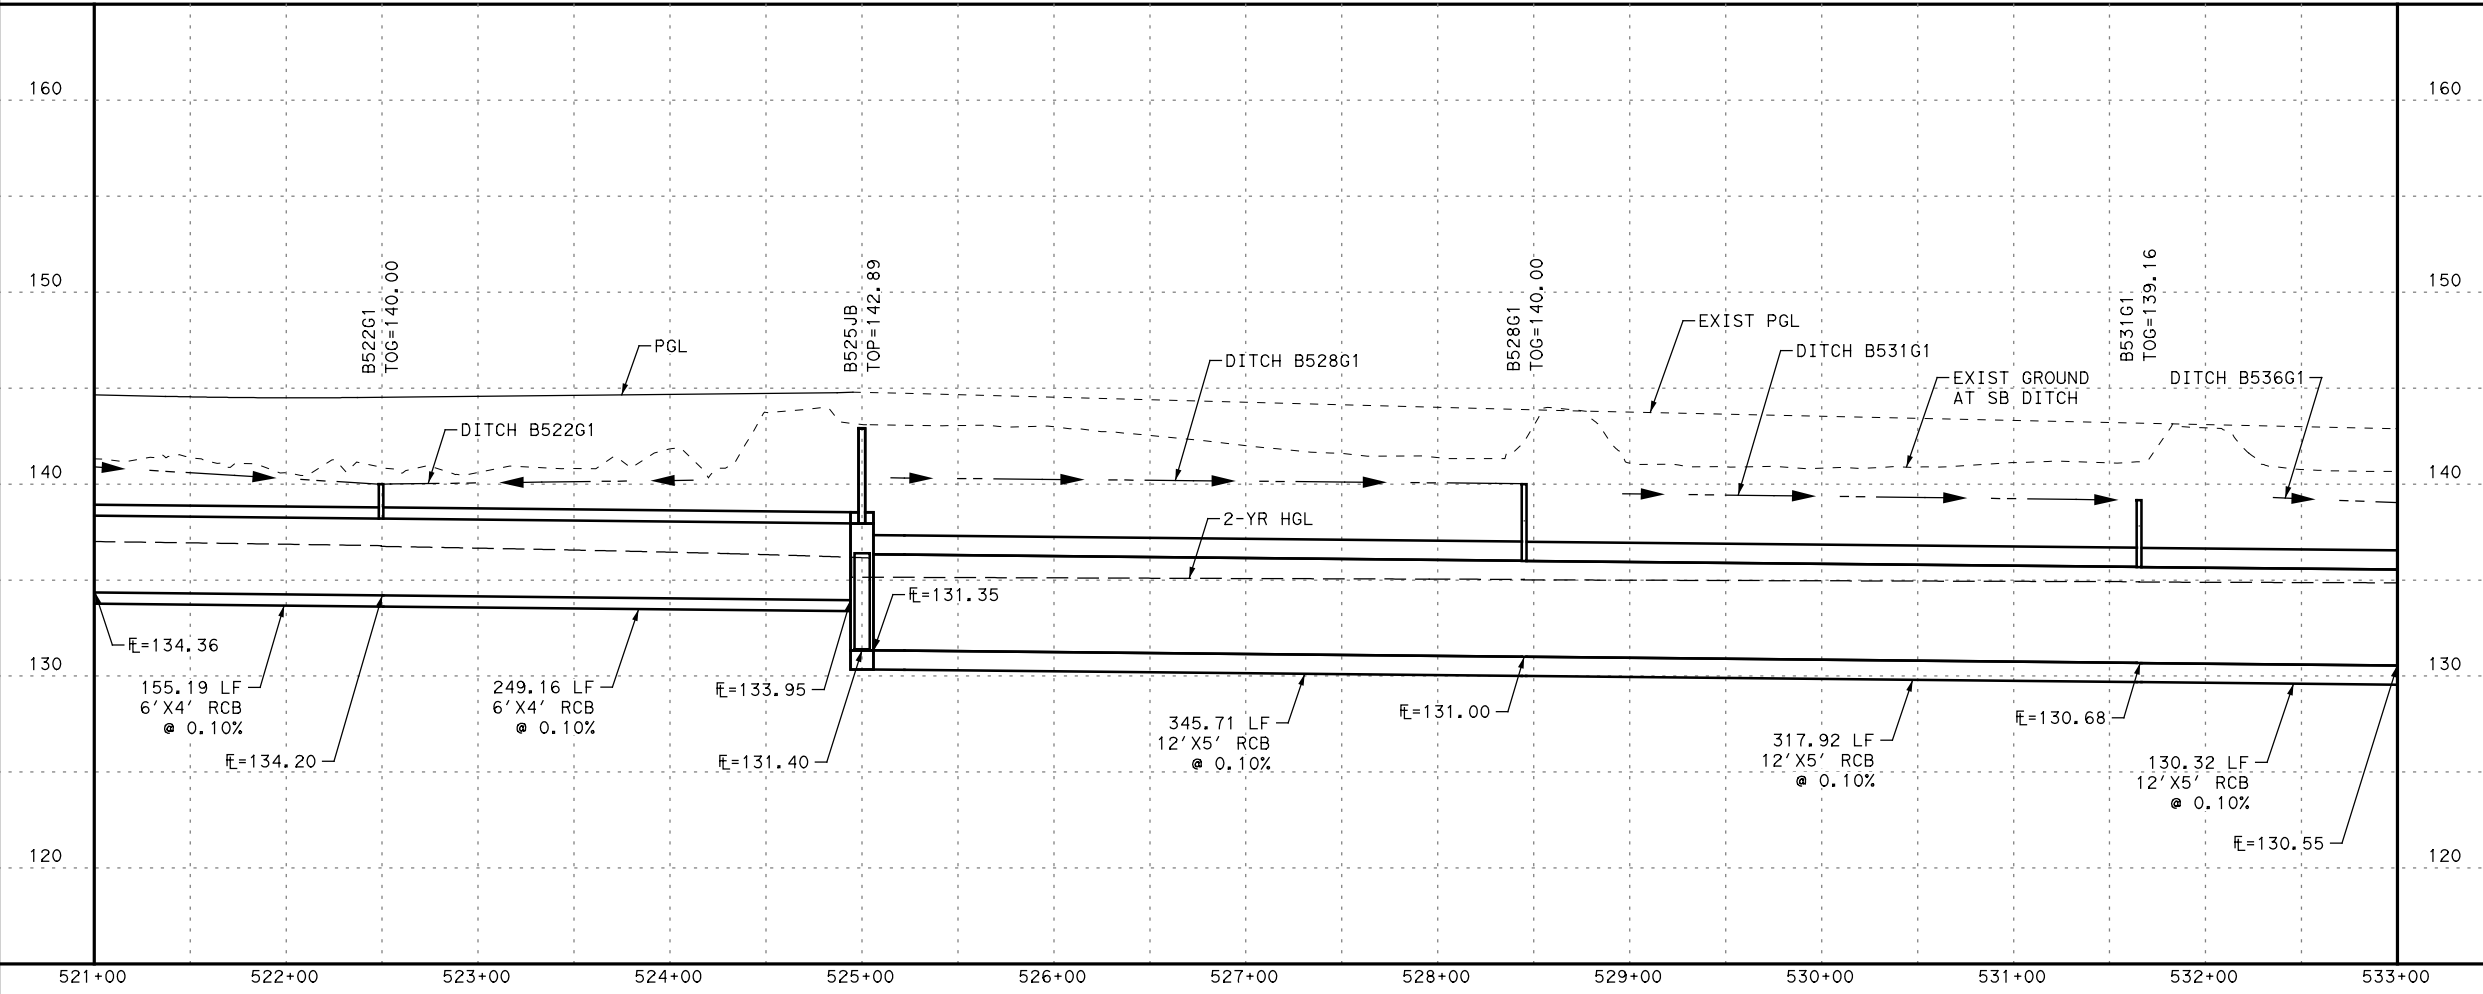 160
160
150
150
140
140
130
130
120
120
B522G1
TOG=140.00
B525JB
TOP=142.89
B528G1
TOG=140.00
B531G1
TOG=139.16
PGL
EXIST PGL
DITCH B528G1
DITCH B531G1
EXIST GROUND
AT SB DITCH
DITCH B536G1
DITCH B522G1
2-YR HGL
FL=131.35
FL=134.36
155.19 LF
6'X4' RCB
@ 0.10%
FL=134.20
249.16 LF
6'X4' RCB
@ 0.10%
FL=133.95
FL=131.40
345.71 LF
12'X5' RCB
@ 0.10%
FL=131.00
317.92 LF
12'X5' RCB
@ 0.10%
FL=130.68
130.32 LF
12'X5' RCB
@ 0.10%
FL=130.55
521+00
522+00
523+00
524+00
525+00
526+00
527+00
528+00
529+00
530+00
531+00
532+00
533+00